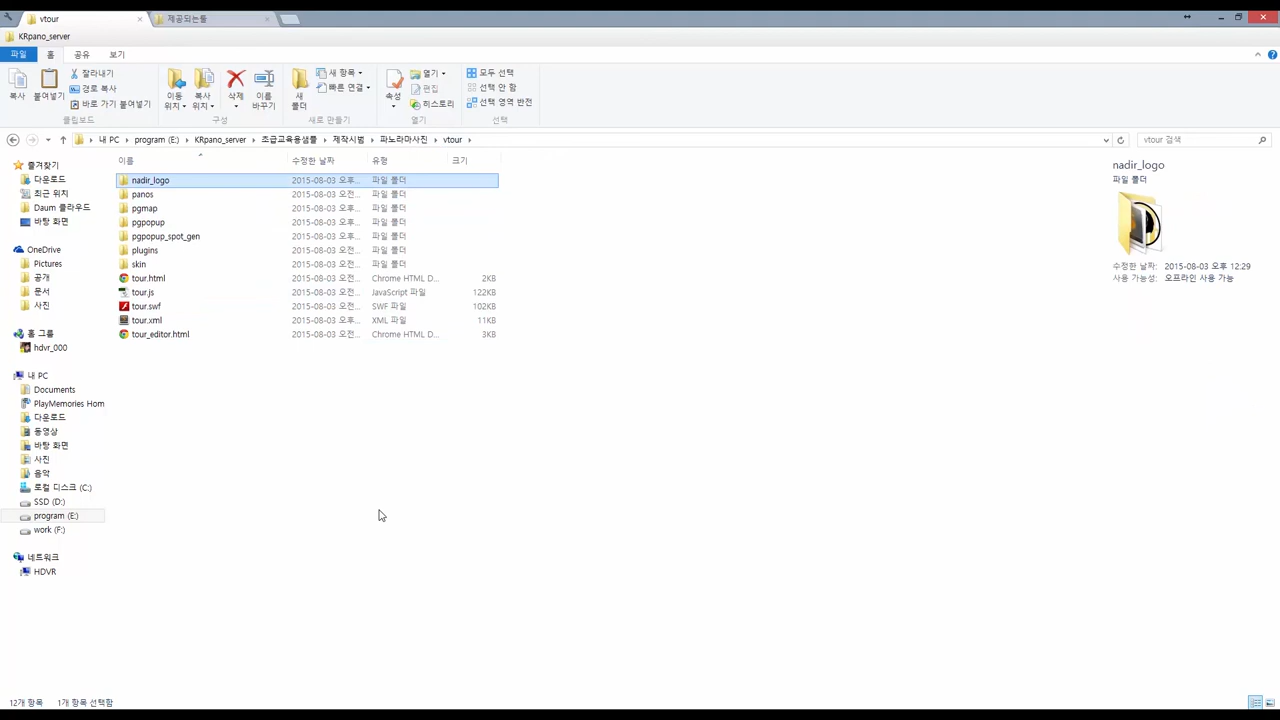 vtour
제공되는툴
KRpano_server
파일 홈 공유 보기
복사
붙여넣기
잘라내기
경로 복사
바로 가기 붙여넣기
클립보드
이동 위치
복사 위치
삭제
이름 바꾸기
구성
새 폴더
새 항목
빠른 연결
새로 만들기
속성
열기
편집
히스토리
열기
모두 선택
선택 안 함
선택 영역 반전
선택
내 PC
program (E:)
KRpano_server
초급교육용샘플
제작시범
파노라마사진
vtour
vtour 검색
이름 수정한 날짜 유형 크기
nadir_logo 2015-08-03 오후... 파일 폴더
panos 2015-08-03 오전... 파일 폴더
pgmap 2015-08-03 오후... 파일 폴더
pgpopup 2015-08-03 오후... 파일 폴더
pgpopup_spot_gen 2015-08-03 오전... 파일 폴더
plugins 2015-08-03 오전... 파일 폴더
skin 2015-08-03 오전... 파일 폴더
tour.html 2015-08-03 오전... Chrome HTML D... 2KB
tour.js 2015-08-03 오전... JavaScript 파일 122KB
tour.swf 2015-08-03 오전... SWF 파일 102KB
tour.xml 2015-08-03 오후... XML 파일 11KB
tour_editor.html 2015-08-03 오전... Chrome HTML D... 3KB
즐겨찾기
다운로드
최근 위치
Daum 클라우드
바탕 화면
OneDrive
Pictures
공개
문서
사진
홈 그룹
hdvr_000
내 PC
Documents
PlayMemories Hom
다운로드
동영상
바탕 화면
사진
음악
로컬 디스크 (C:)
SSD (D:)
program (E:)
work (F:)
네트워크
HDVR
nadir_logo
파일 폴더
수정한 날짜: 2015-08-03 오후 12:29
사용 가능성: 오프라인 사용 가능
12개 항목 1개 항목 선택함